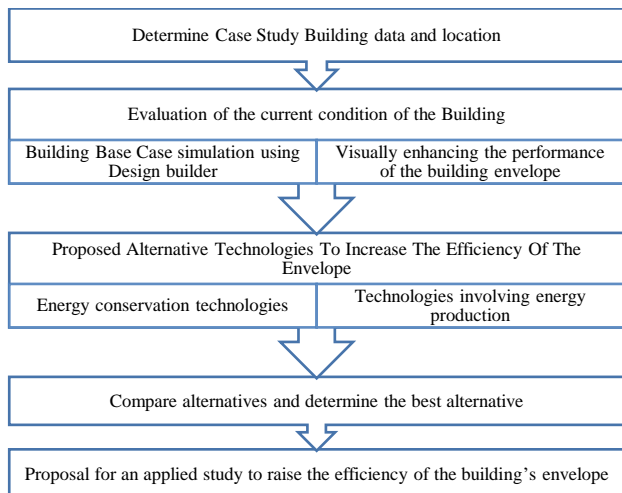 Determine Case Study Building data and location
Evaluation of the current condition of the Building
Building Base Case simulation using
Design builder
Visually enhancing the performance
of the building envelope
Proposed Alternative Technologies To Increase The Efficiency Of The
Envelope
Energy conservation technologies
Technologies involving energy
production
Compare alternatives and determine the best alternative
Proposal for an applied study to raise the efficiency of the building’s envelope